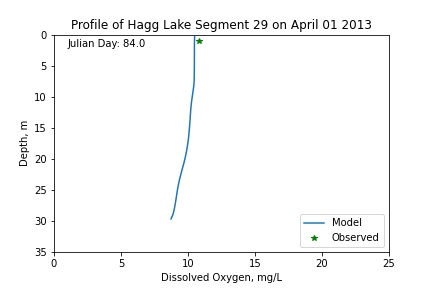 Profile of Hagg Lake Segment 29 on April 01 2013
Julian Day: 84.0
0
5
10
15
20
25
30
35
Depth, m
0 5 10 15 20 25
Dissolved Oxygen, mg/L
Model
Observed